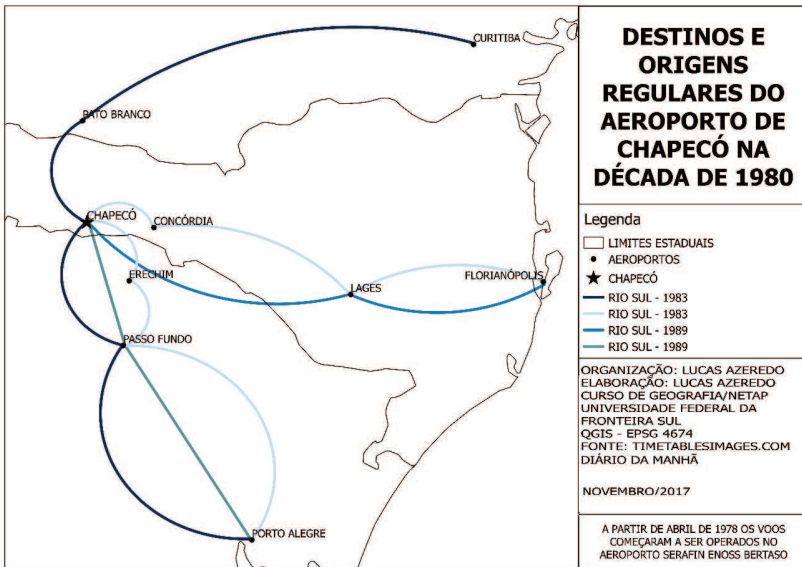 CURITIBA
PATO BRANCO
CHAPECÓ
CONCÓRDIA
ERECHIM
LAGES
FLORIANÓPOLIS
PASSO FUNDO
PORTO ALEGRE
DESTINOS E
ORIGENS
REGULARES DO
AEROPORTO DE
CHAPECÓ NA
DÉCADA DE 1980
Legenda
LIMITES ESTADUAIS
AEROPORTOS
CHAPECÓ
RIO SUL - 1983
RIO SUL - 1983
RIO SUL - 1989
RIO SUL - 1989
ORGANIZAÇÃO: LUCAS AZEREDO
ELABORAÇÃO: LUCAS AZEREDO
CURSO DE GEOGRAFIA/NETAP
UNIVERSIDADE FEDERAL DA
FRONTEIRA SUL
QGIS - EPSG 4674
FONTE: TIMETABLESIMAGES.COM
DIÁRIO DA MANHÃ
NOVEMBRO/2017
A PARTIR DE ABRIL DE 1978 OS VOOS
COMEÇARAM A SER OPERADOS NO
AEROPORTO SERAFIN ENOSS BERTASO